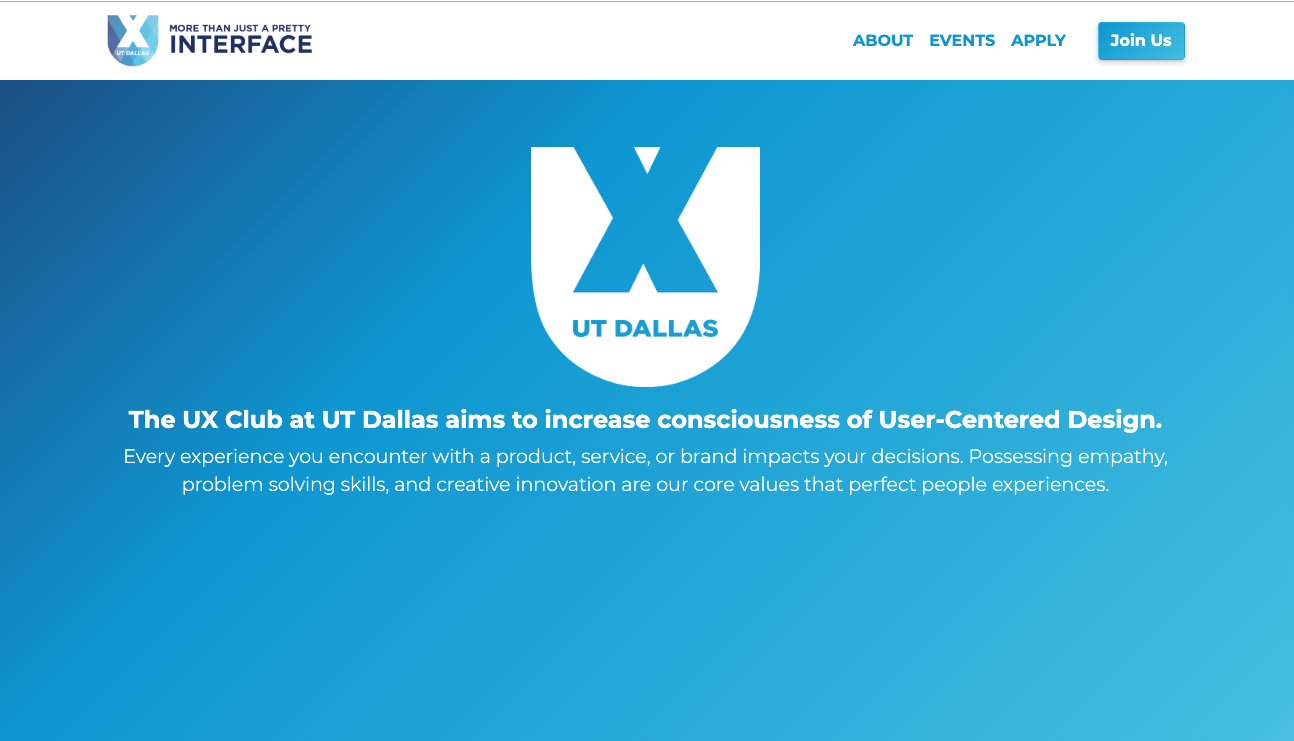 UX
UT DALLAS
MORE THAN JUST A PRETTY
INTERFACE
ABOUT EVENTS APPLY Join Us
UX
UT DALLAS
The UX Club at UT Dallas aims to increase consciousness of User-Centered Design.
Every experience you encounter with a product, service, or brand impacts your decisions. Possessing empathy,
problem solving skills, and creative innovation are our core values that perfect people experiences.